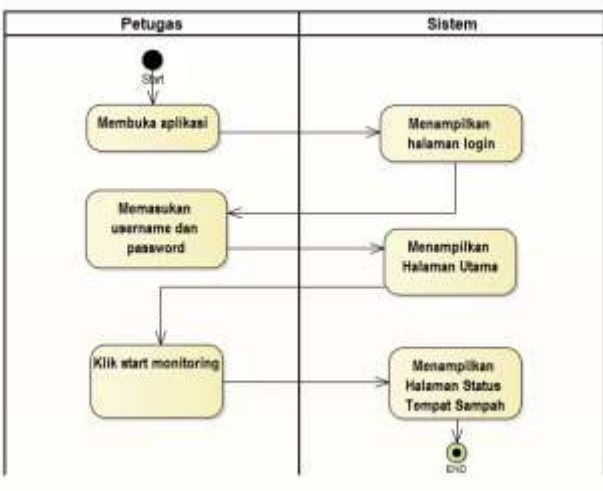 Petugas
Sistem
Start
Membuka aplikasi
Menampilkan
halaman login
Memasukan
username dan
password
Menampilkan
Halaman Utama
Klik start monitoring
Menampilkan
Halaman Status
Tempat Sampah
END